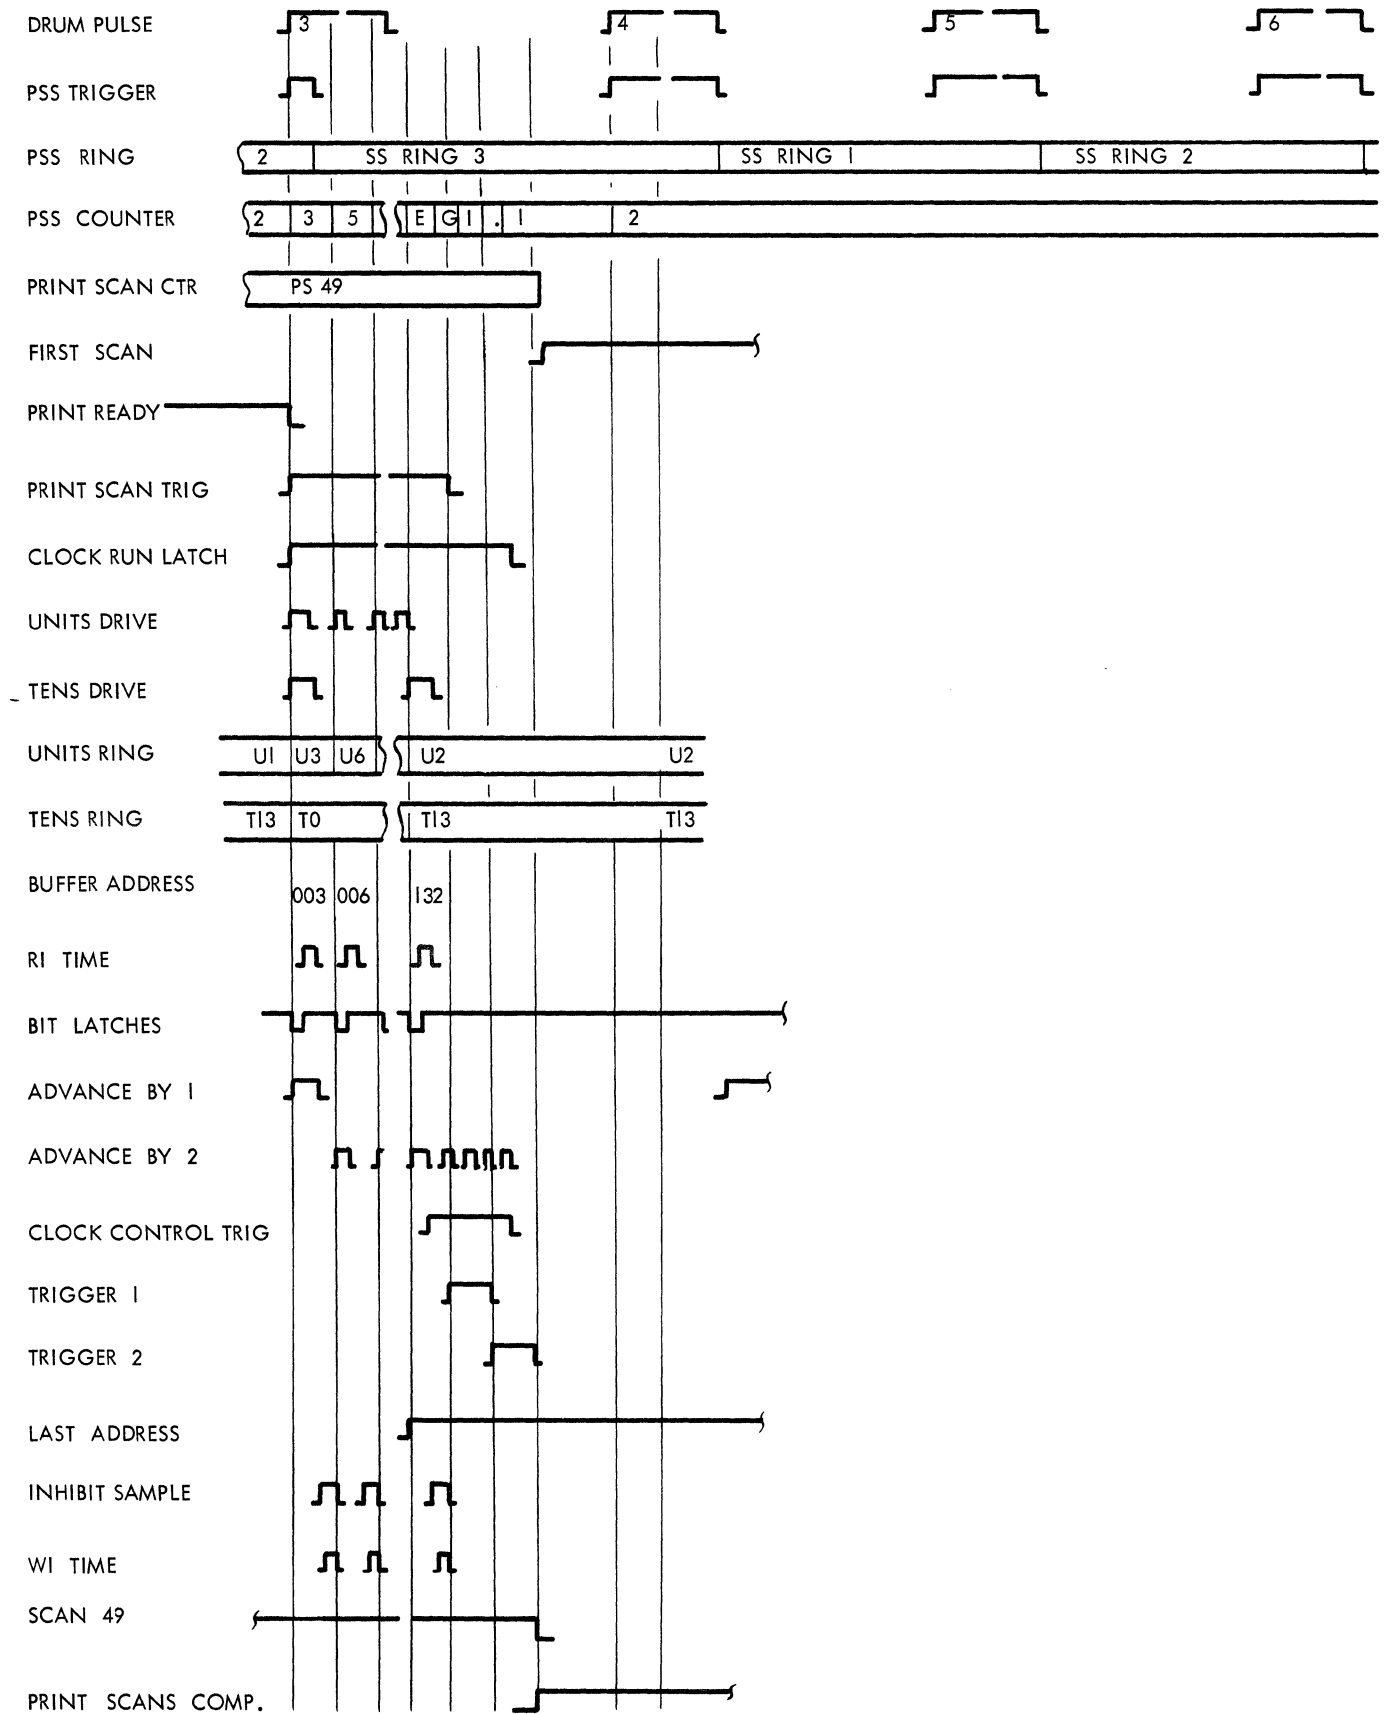 DRUM PULSE 3 4 5 6
PSS TRIGGER
PSS RING 2 SS RING 3 SS RING 1 SS RING 2
PSS COUNTER 2 3 5 E G 1 . 1 2
PRINT SCAN CTR PS 49
FIRST SCAN
PRINT READY
PRINT SCAN TRIG
CLOCK RUN LATCH
UNITS DRIVE
TENS DRIVE
UNITS RING U1 U3 U6 U2 U2
TENS RING T13 T0 T13 T13
BUFFER ADDRESS 003 006 132
RI TIME
BIT LATCHES
ADVANCE BY 1
ADVANCE BY 2
CLOCK CONTROL TRIG
TRIGGER 1
TRIGGER 2
LAST ADDRESS
INHIBIT SAMPLE
WI TIME
SCAN 49
PRINT SCANS COMP.